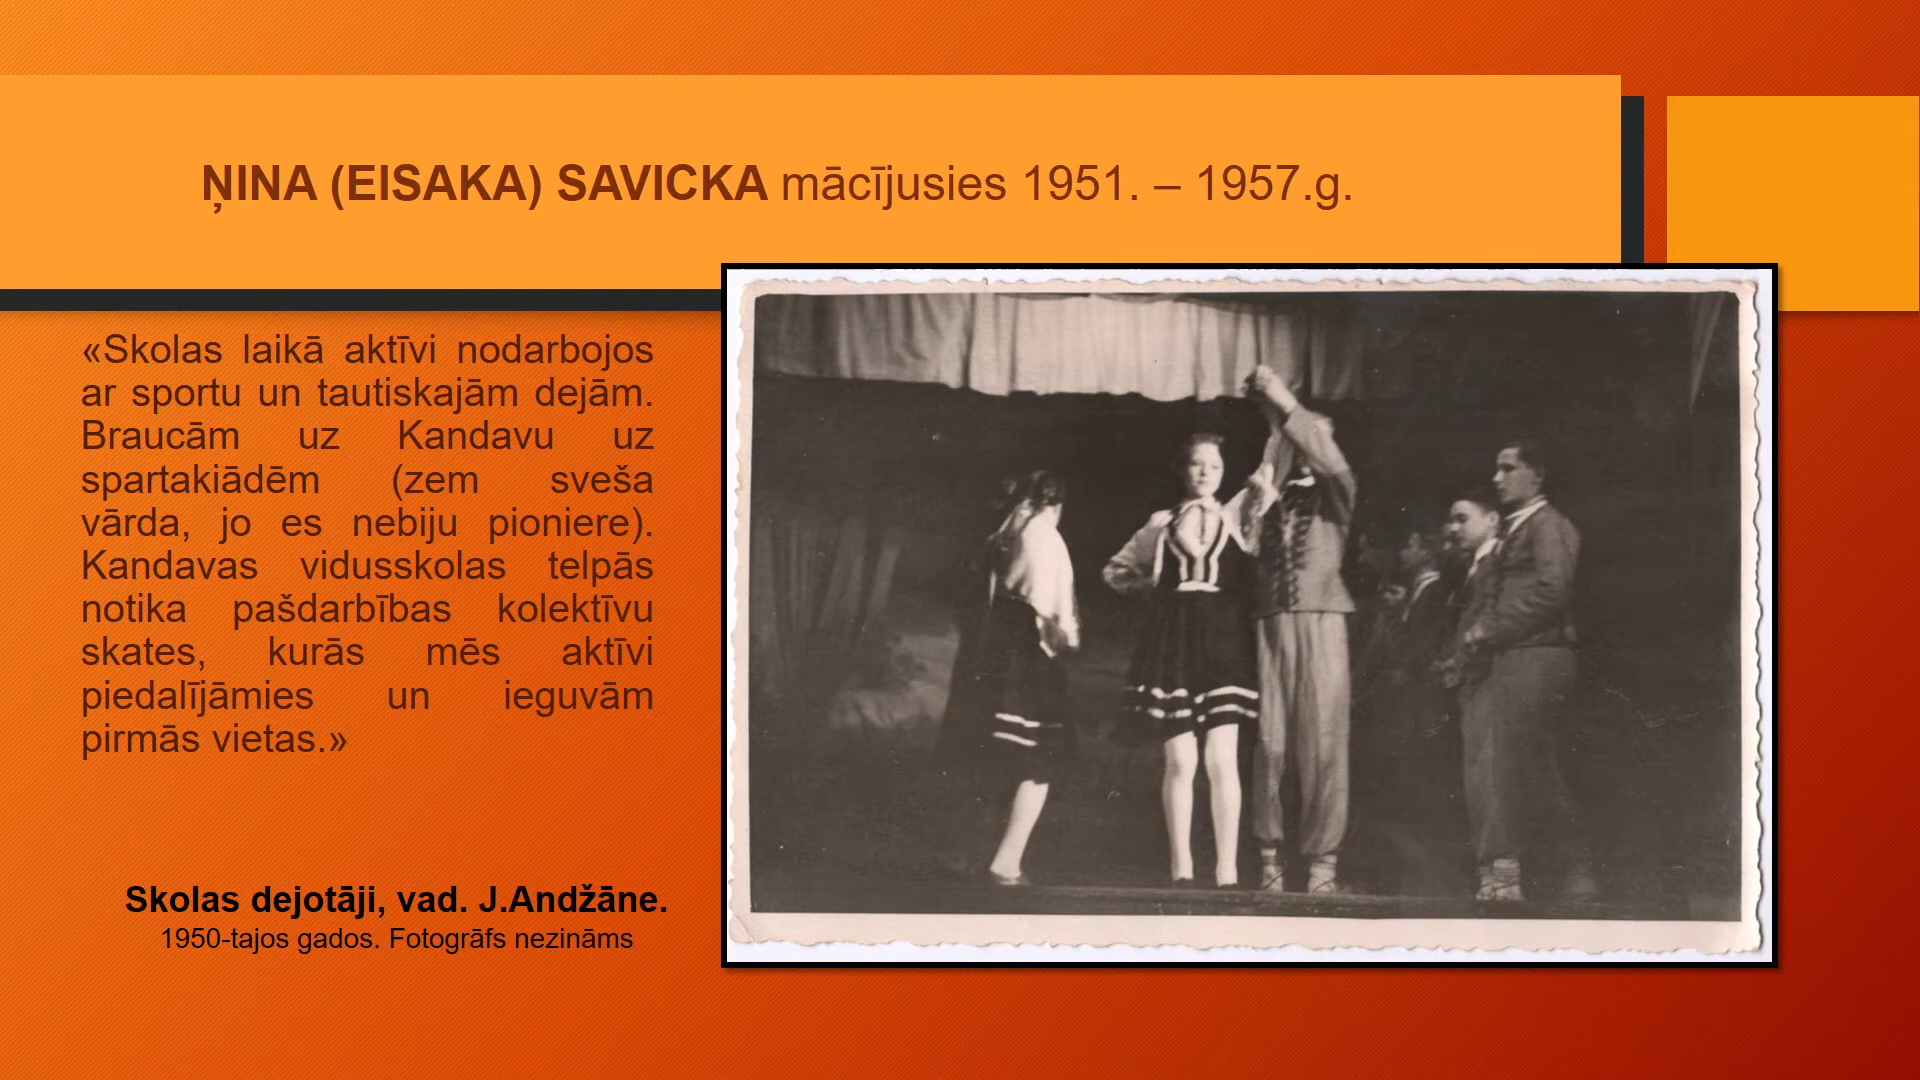 ŅINA (EISAKA) SAVICKA mācījusies 1951. – 1957.g.
«Skolas laikā aktīvi nodarbojos
ar sportu un tautiskajām dejām.
Braucām uz Kandavu uz
spartakiādēm (zem sveša
vārda, jo es nebiju pioniere).
Kandavas vidusskolas telpās
notika pašdarbības kolektīvu
skates, kurās mēs aktīvi
piedalījāmies un ieguvām
pirmās vietas.»
Skolas dejotāji, vad. J.Andžāne.
1950-tajos gados. Fotogrāfs nezināms